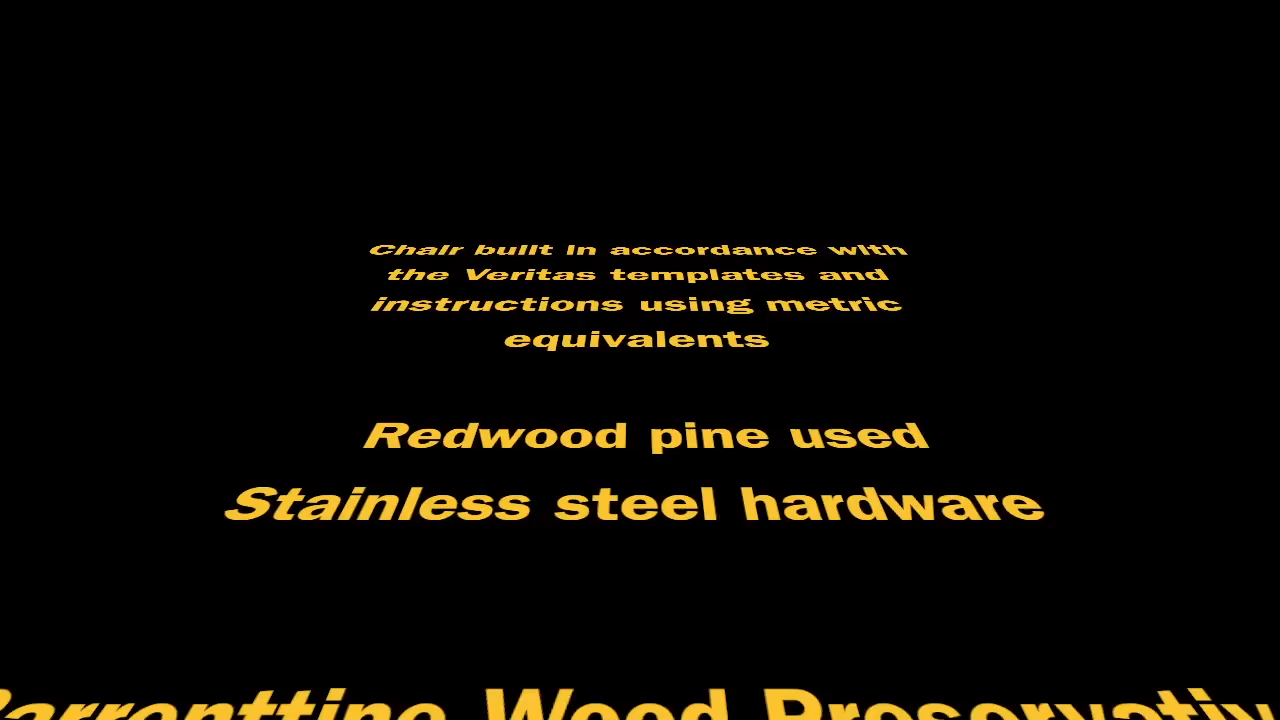 Chair built in accordance with
the Veritas templates and
instructions using metric
equivalents
Redwood pine used
Stainless steel hardware
Wood